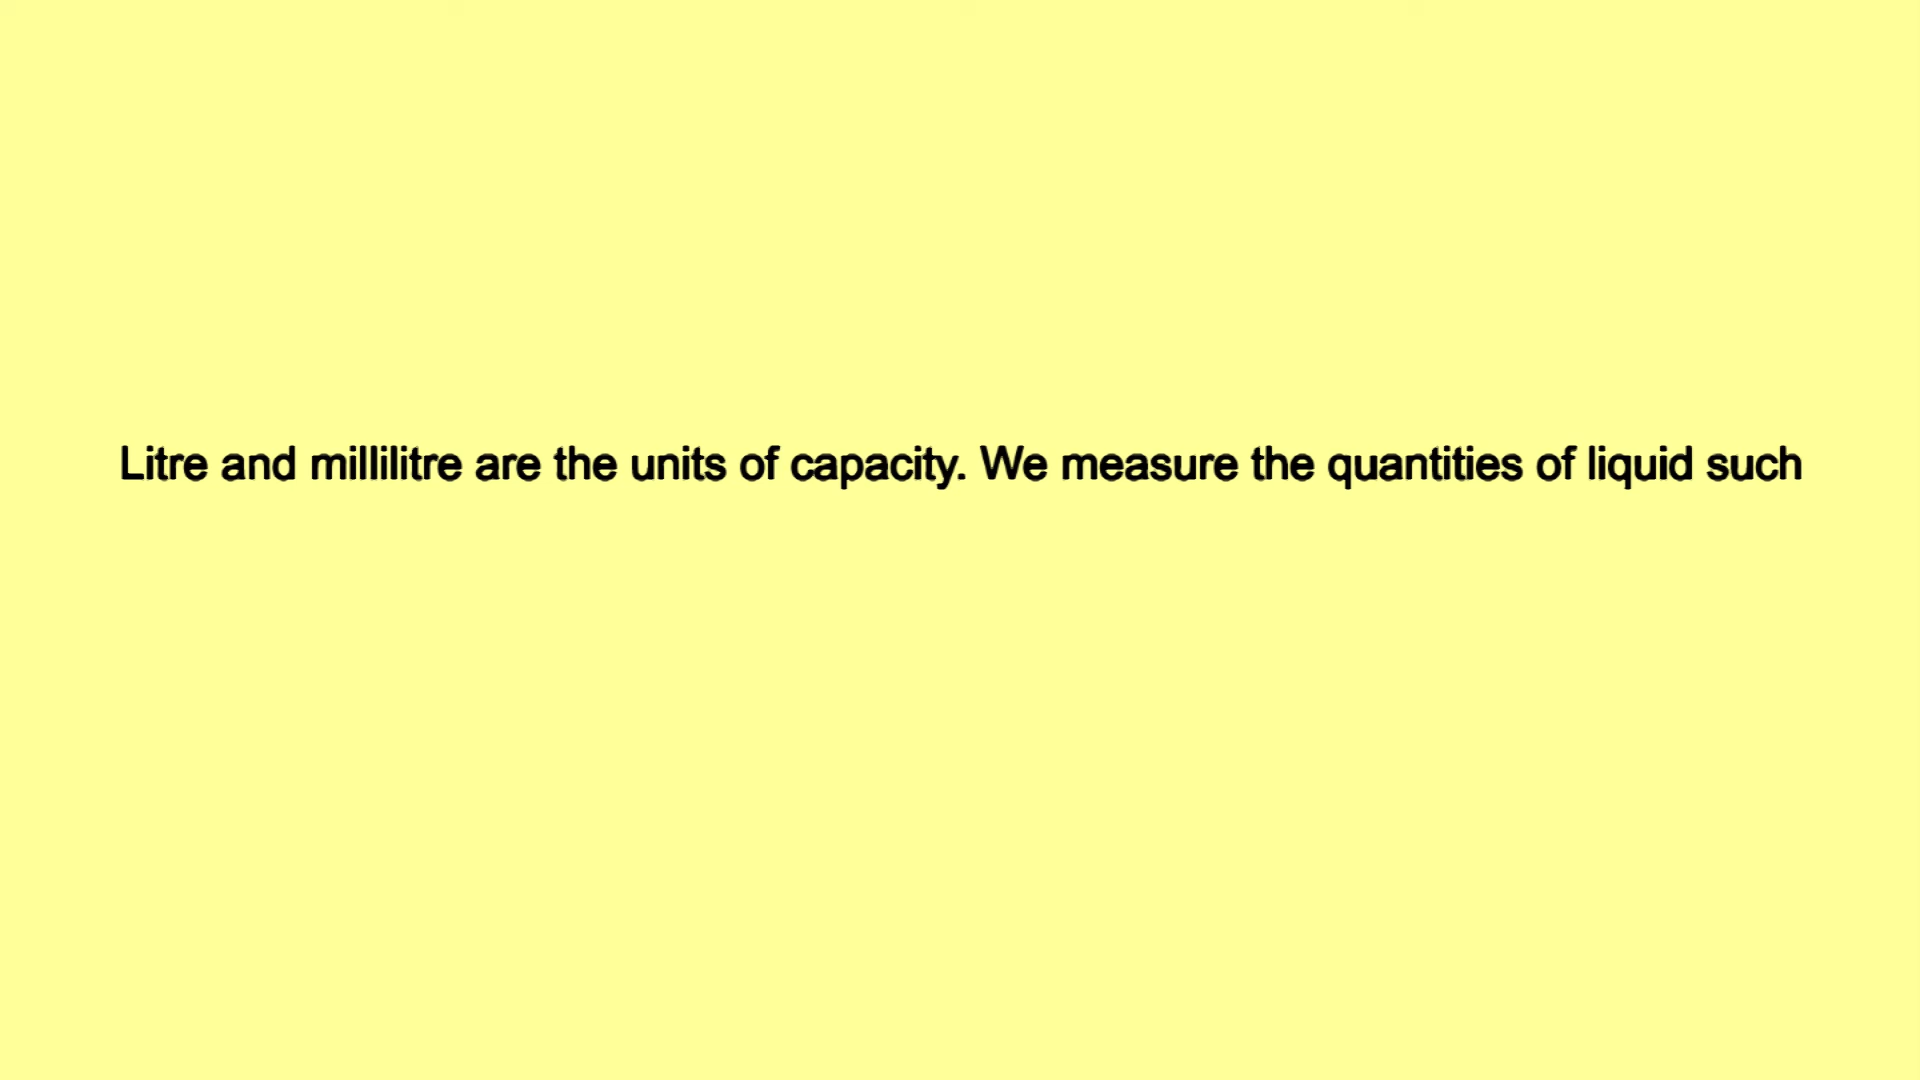 Litre and millilitre are the units of capacity. We measure the quantities of liquid such